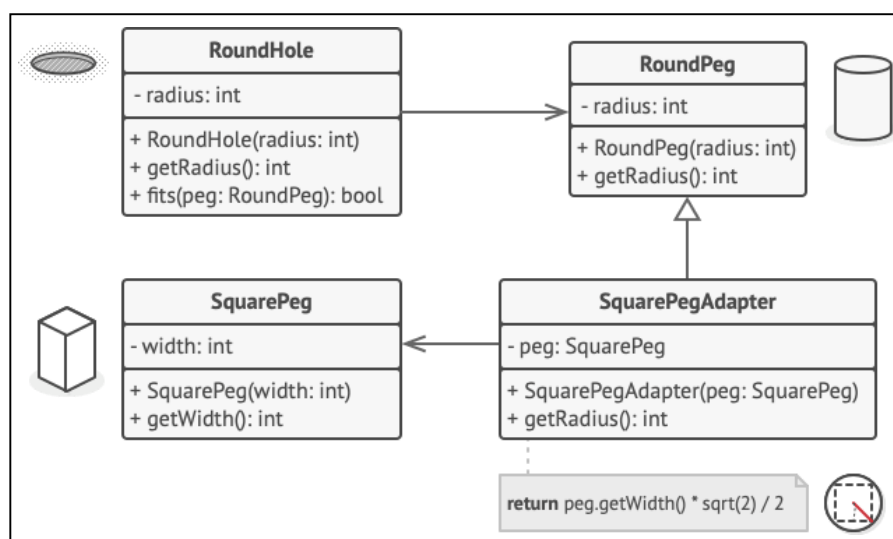 RoundHole
- radius: int
+ RoundHole(radius: int)
+ getRadius(): int
+ fits(peg: RoundPeg): bool
RoundPeg
- radius: int
+ RoundPeg(radius: int)
+ getRadius(): int
SquarePeg
- width: int
+ SquarePeg(width: int)
+ getWidth(): int
SquarePegAdapter
- peg: SquarePeg
+ SquarePegAdapter(peg: SquarePeg)
+ getRadius(): int
return peg.getWidth() * sqrt(2) / 2